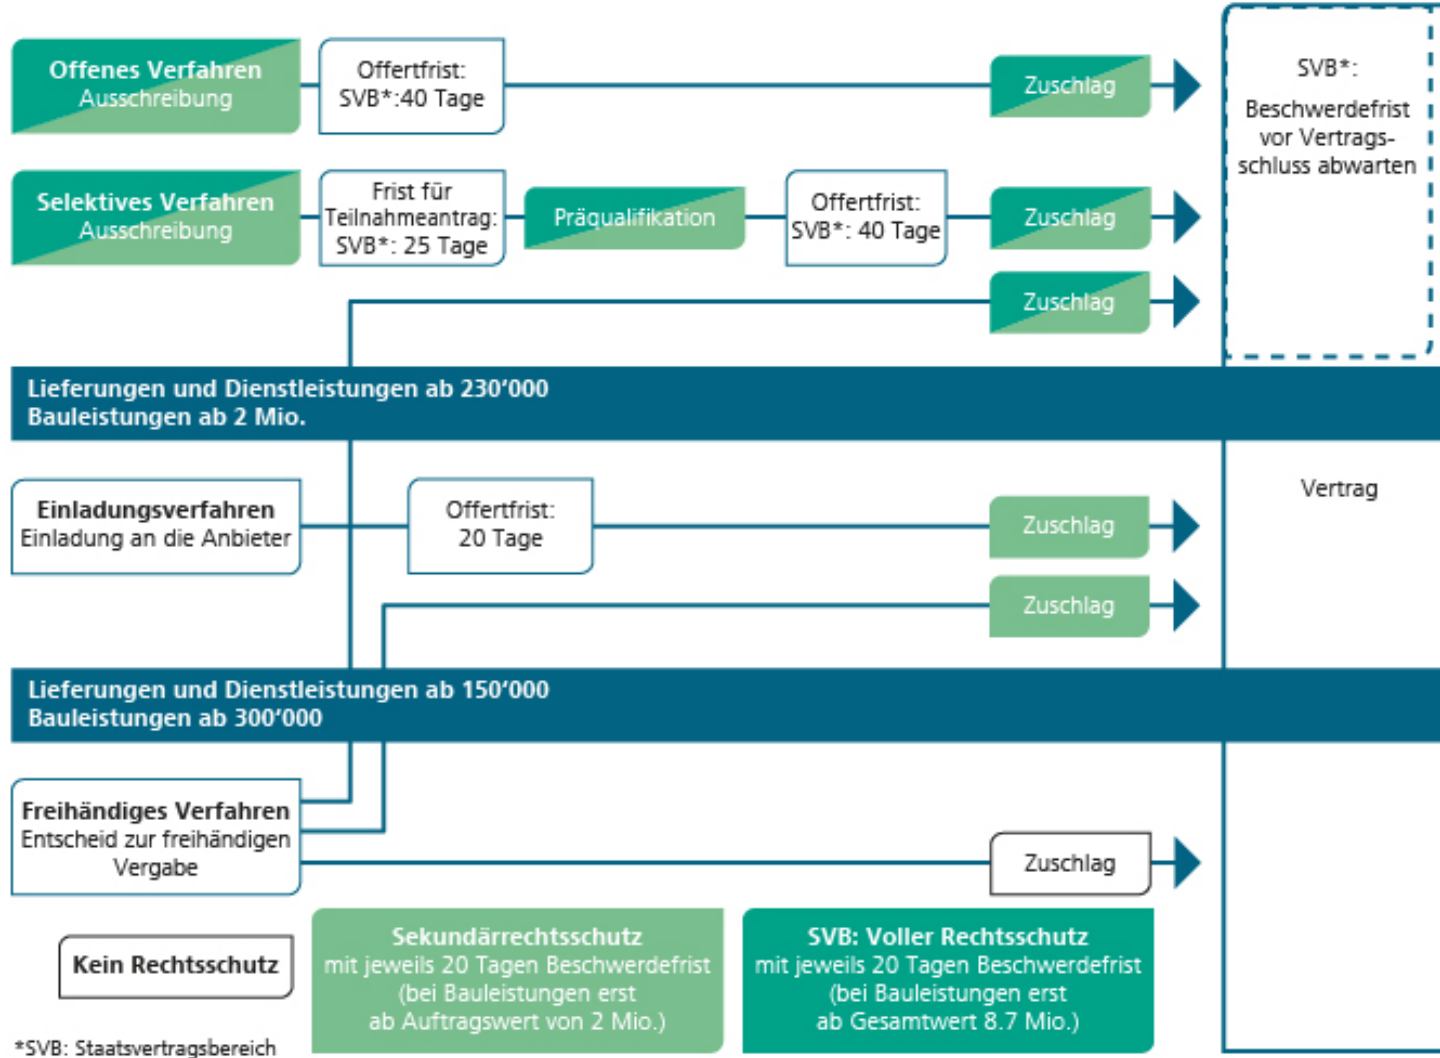 Offenes Verfahren
Ausschreibung
Offertfrist:
SVB*:40 Tage
Zuschlag
SVB*:
Beschwerdefrist
vor Vertrags-
schluss abwarten
Selektives Verfahren
Ausschreibung
Frist für
Teilnahmeantrag:
SVB*: 25 Tage
Präqualifikation
Offertfrist:
SVB*: 40 Tage
Zuschlag
Zuschlag
Lieferungen und Dienstleistungen ab 230’000
Bauleistungen ab 2 Mio.
Einladungsverfahren
Einladung an die Anbieter
Offertfrist:
20 Tage
Zuschlag
Vertrag
Zuschlag
Lieferungen und Dienstleistungen ab 150’000
Bauleistungen ab 300’000
Freihändiges Verfahren
Entscheid zur freihändigen
Vergabe
Zuschlag
Kein Rechtsschutz
Sekundärrechtsschutz
mit jeweils 20 Tagen Beschwerdefrist
(bei Bauleistungen erst
ab Auftragswert von 2 Mio.)
SVB: Voller Rechtsschutz
mit jeweils 20 Tagen Beschwerdefrist
(bei Bauleistungen erst
ab Gesamtwert 8.7 Mio.)
*SVB: Staatsvertragsbereich